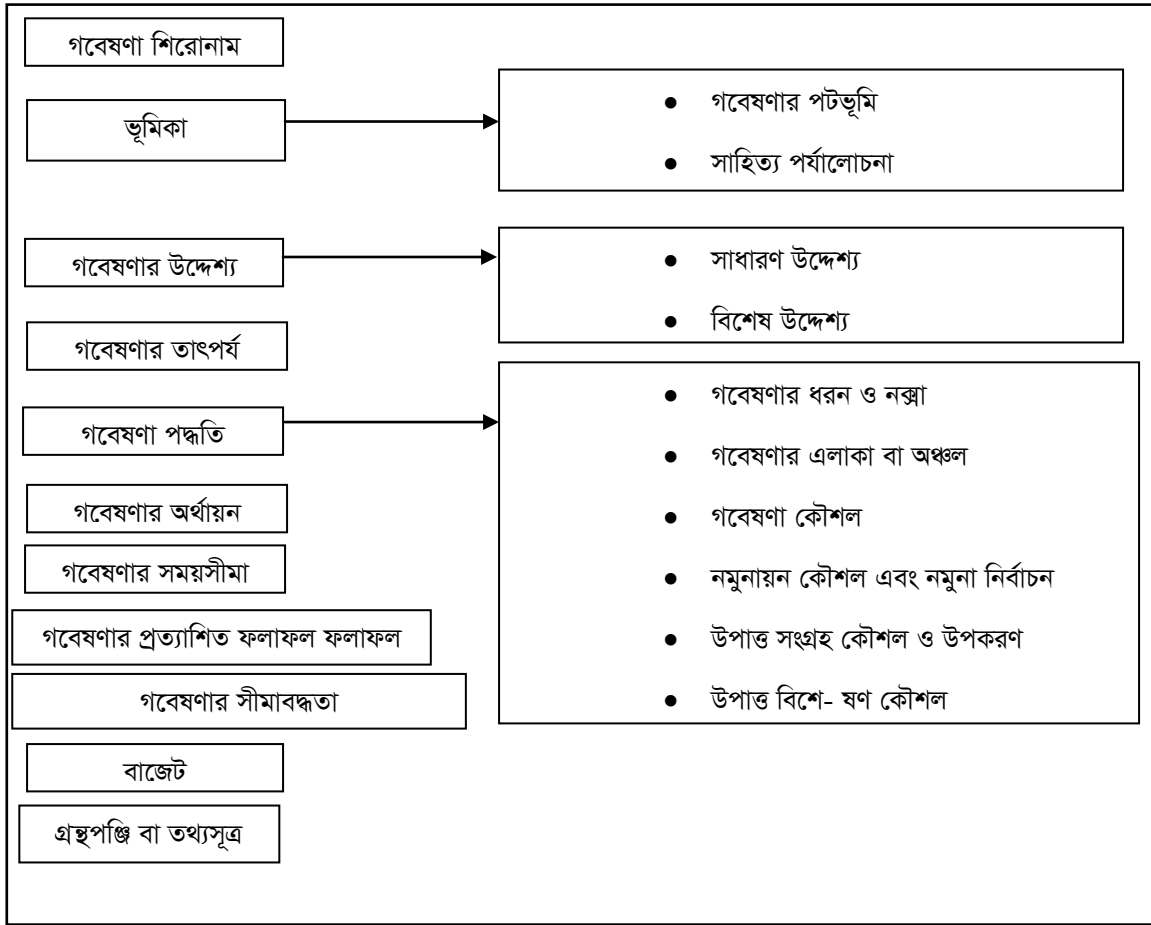 গবেষণা শিরোনাম
ভূমিকা
● গবেষণার পটভূমি
● সাহিত্য পর্যালোচনা
গবেষণার উদ্দেশ্য
● সাধারণ উদ্দেশ্য
● বিশেষ উদ্দেশ্য
গবেষণার তাৎপর্য
গবেষণা পদ্ধতি
● গবেষণার ধরন ও নক্সা
● গবেষণার এলাকা বা অঞ্চল
● গবেষণা কৌশল
● নমুনায়ন কৌশল এবং নমুনা নির্বাচন
● উপাত্ত সংগ্রহ কৌশল ও উপকরণ
● উপাত্ত বিশে- ষণ কৌশল
গবেষণার অর্থায়ন
গবেষণার সময়সীমা
গবেষণার প্রত্যাশিত ফলাফল ফলাফল
গবেষণার সীমাবদ্ধতা
বাজেট
গ্রন্থপঞ্জি বা তথ্যসূত্র